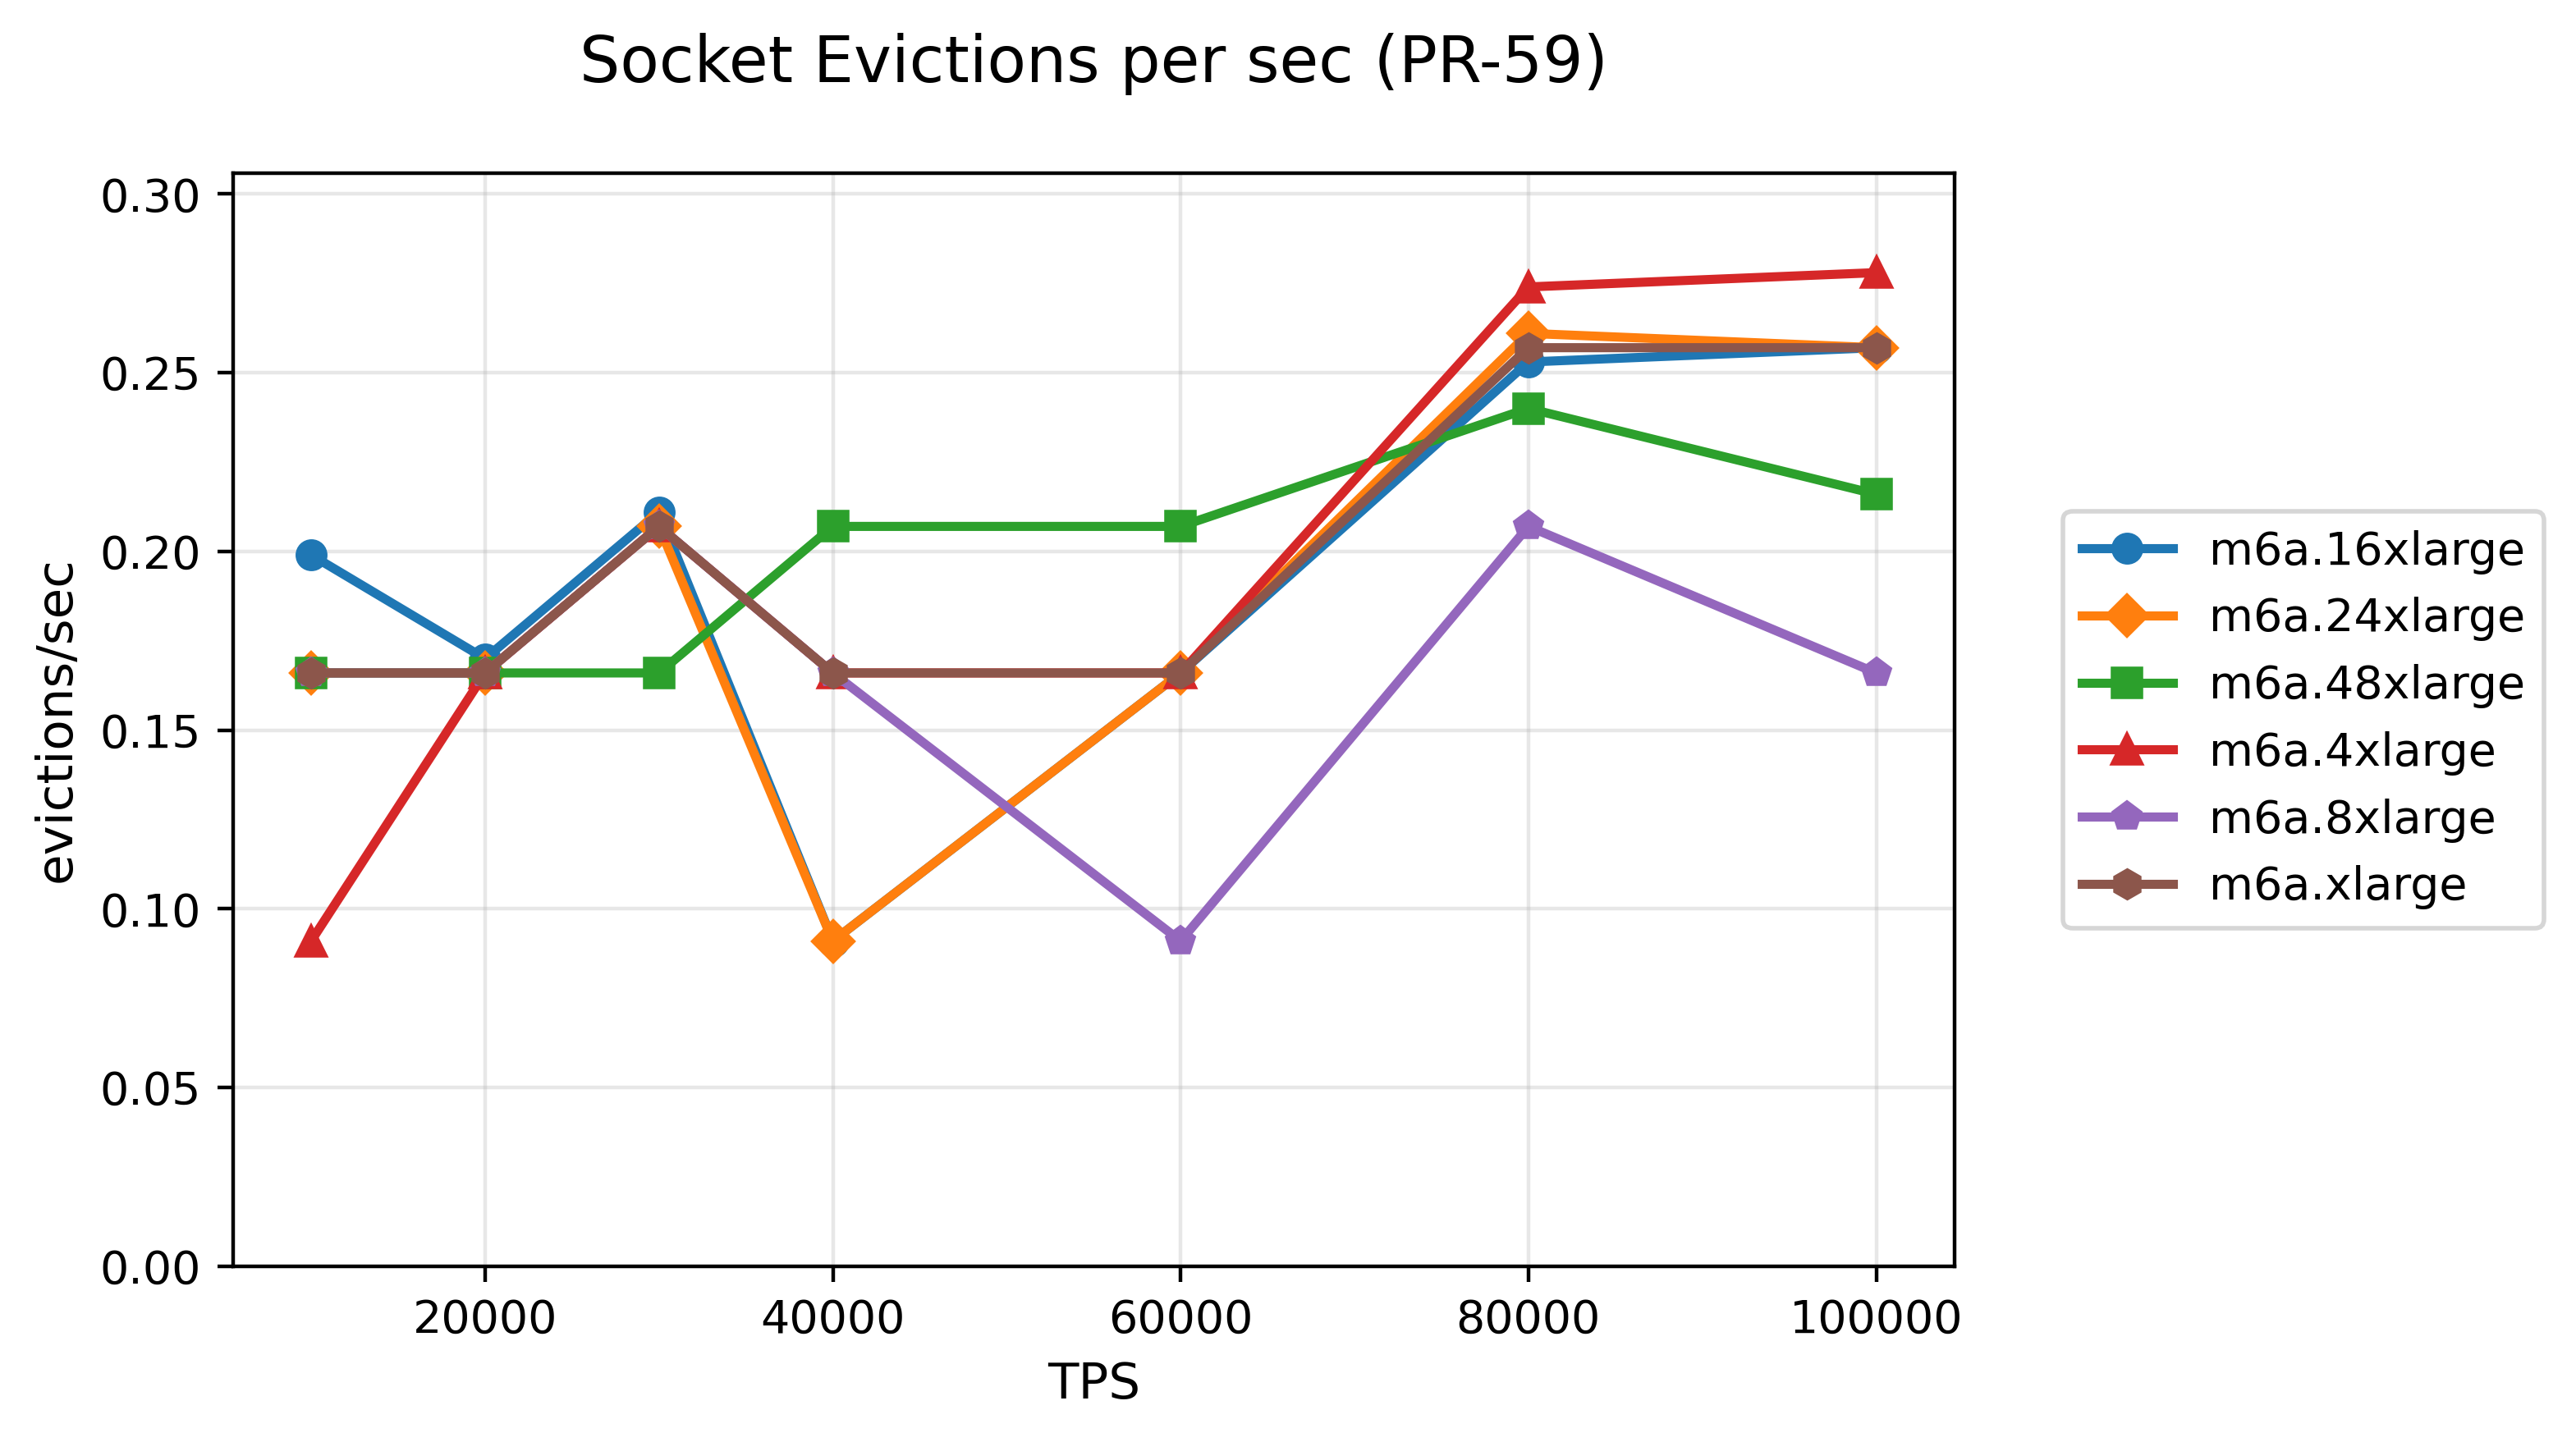 Socket Evictions per sec (PR-59)
evictions/sec
0.30
0.25
0.20
0.15
0.10
0.05
0.00
20000
40000
60000
80000
100000
TPS
m6a.16xlarge
m6a.24xlarge
m6a.48xlarge
m6a.4xlarge
m6a.8xlarge
m6a.xlarge